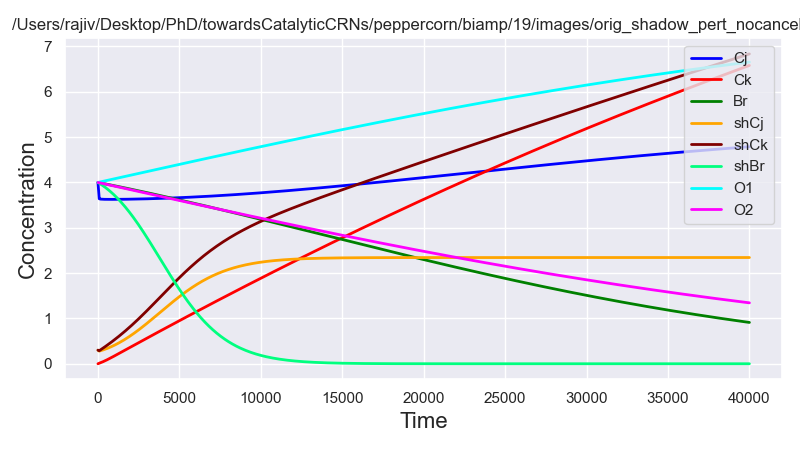 /Users/rajiv/Desktop/PhD/towardsCatalyticCRNs/peppercorn/biamp/19/images/orig_shadow_pert_nocancel
7
6
5
4
3
2
1
0
Concentration
Cj
Ck
Br
shCj
shCk
shBr
O1
O2
0
5000
10000
15000
20000
25000
30000
35000
40000
Time